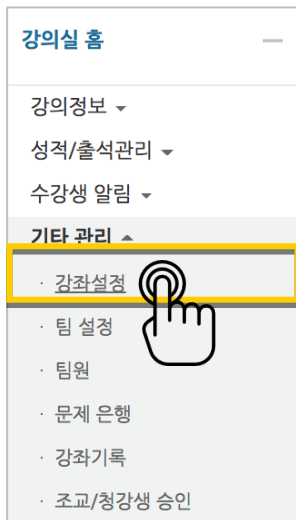 강의실 홈
강의정보
성적/출석관리
수강생 알림
기타 관리
· 강좌설정
· 팀 설정
· 팀원
· 문제 은행
· 강좌기록
· 조교/청강생 승인